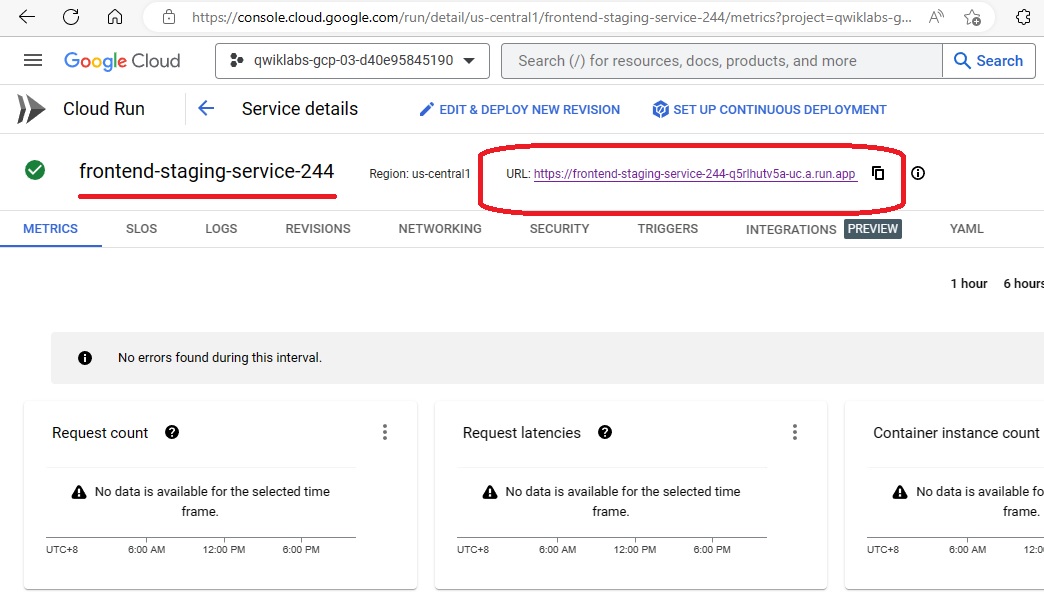 https://console.cloud.google.com/run/detail/us-central1/frontend-staging-service-244/metrics?project=qwiklabs-g...
Google Cloud qwiklabs-gcp-03-d40e95845190 Search (/) for resources, docs, products, and more Search
Cloud Run Service details EDIT & DEPLOY NEW REVISION SET UP CONTINUOUS DEPLOYMENT
frontend-staging-service-244 Region: us-central1 URL: https://frontend-staging-service-244-q5rlhutv5a-uc.a.run.app
METRICS SLOS LOGS REVISIONS NETWORKING SECURITY TRIGGERS INTEGRATIONS PREVIEW YAML
1 hour 6 hours
No errors found during this interval.
Request count Request latencies Container instance count
No data is available for the selected time No data is available for the selected time No data is available fo
frame. frame. frame.
UTC+8 6:00 AM 12:00 PM 6:00 PM UTC+8 6:00 AM 12:00 PM 6:00 PM UTC+8 6:00 AM 12:0